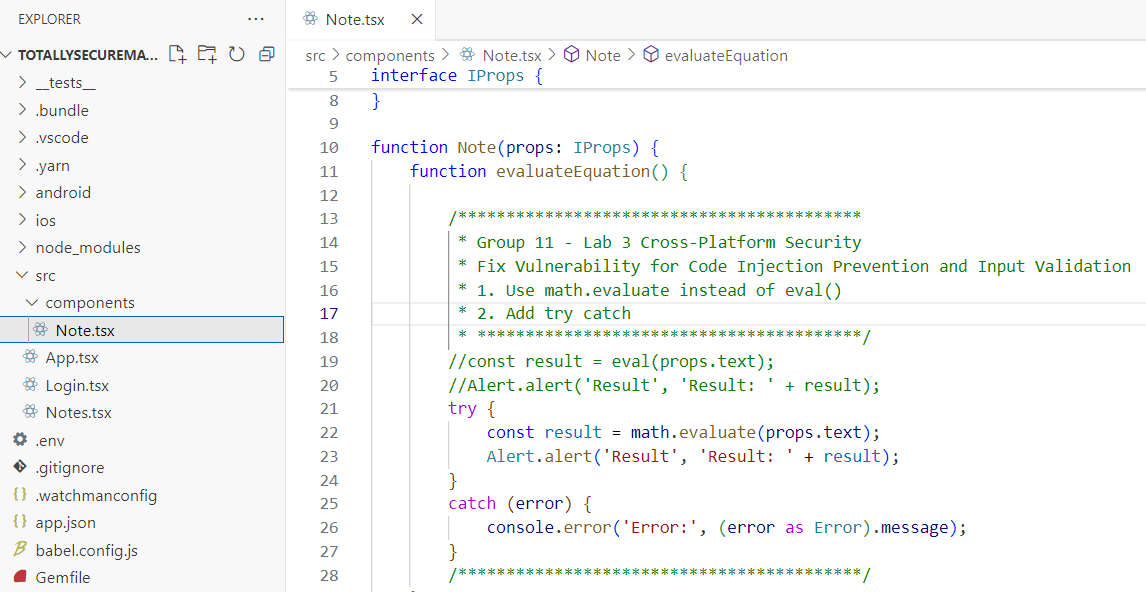 EXPLORER
TOTALLYSECUREMA...
__tests__
.bundle
.vscode
.yarn
android
ios
node_modules
src
components
Note.tsx
App.tsx
Login.tsx
Notes.tsx
.env
.gitignore
.watchmanconfig
app.json
babel.config.js
Gemfile
Note.tsx
src > components > Note.tsx > Note > evaluateEquation
5 interface IProps {
8 }
9
10 function Note(props: IProps) {
11 function evaluateEquation() {
12
13 /******************************************
14 * Group 11 - Lab 3 Cross-Platform Security
15 * Fix Vulnerability for Code Injection Prevention and Input Validation
16 * 1. Use math.evaluate instead of eval()
17 * 2. Add try catch
18 * ****************************************/
19 //const result = eval(props.text);
20 //Alert.alert('Result', 'Result: ' + result);
21 try {
22 const result = math.evaluate(props.text);
23 Alert.alert('Result', 'Result: ' + result);
24 }
25 catch (error) {
26 console.error('Error:', (error as Error).message);
27 }
28 /******************************************/